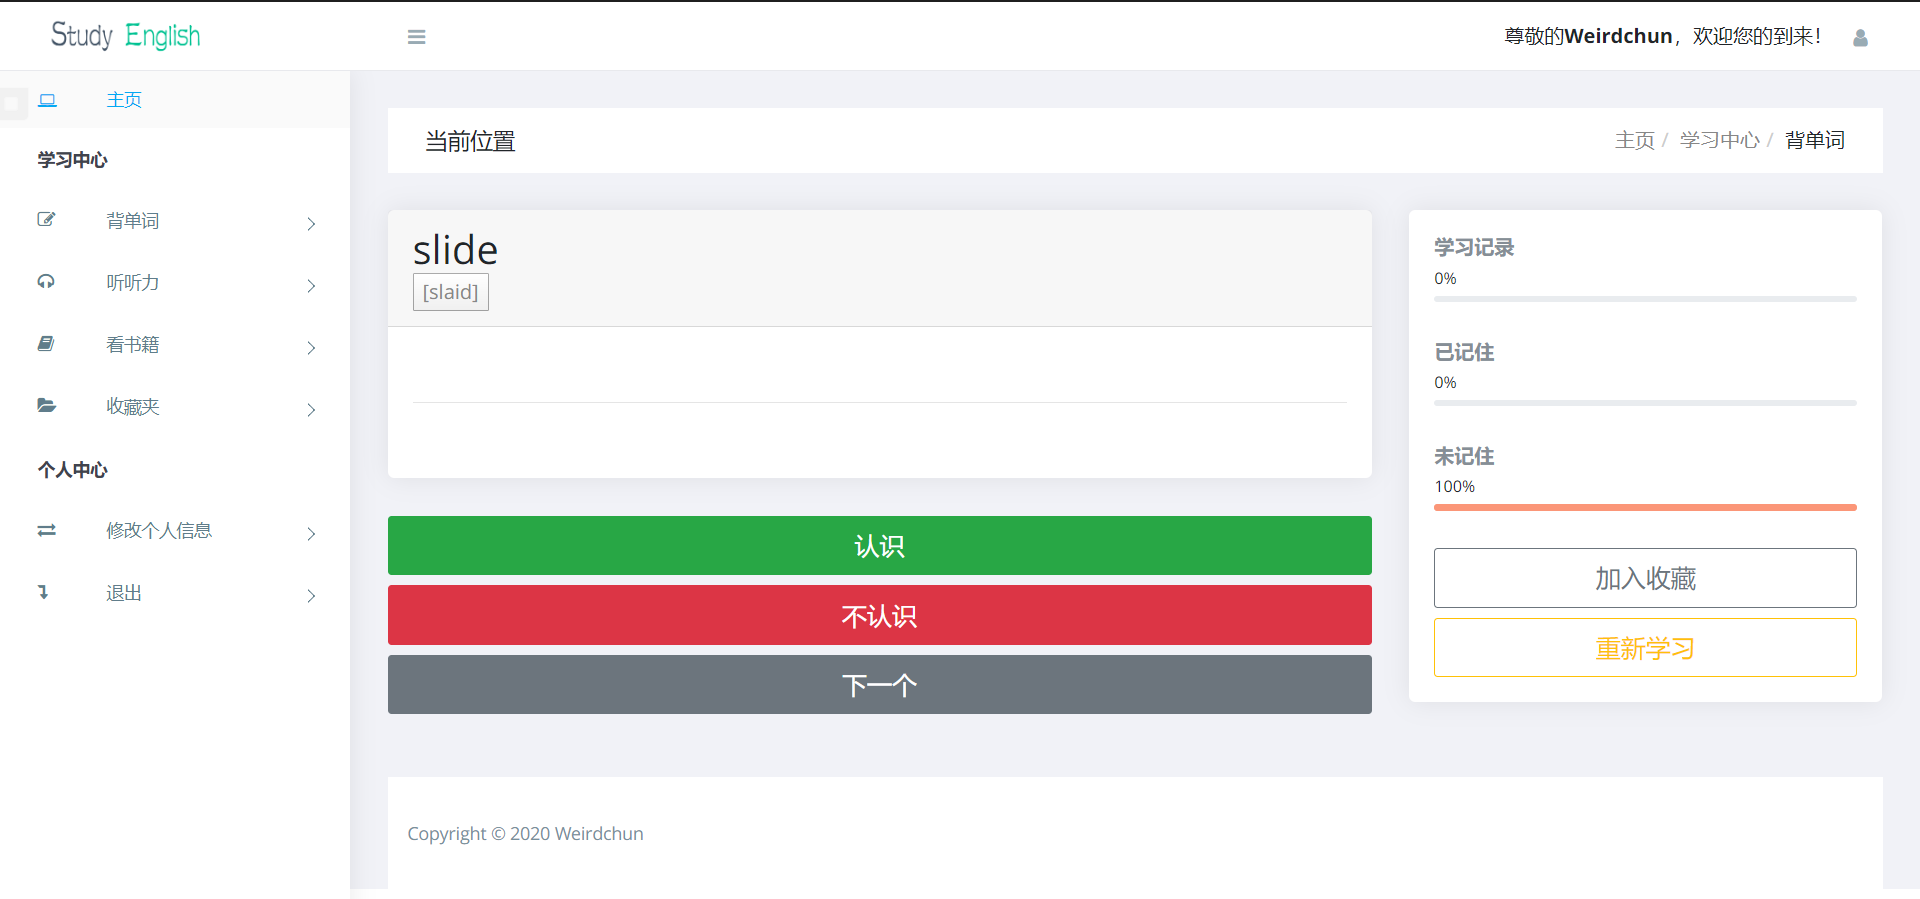 Study English
尊敬的Weirdchun，欢迎您的到来！
主页
学习中心
背单词
听听力
看书籍
收藏夹
个人中心
修改个人信息
退出
当前位置
主页 / 学习中心 / 背单词
slide
[slaid]
认识
不认识
下一个
学习记录
0%
已记住
0%
未记住
100%
加入收藏
重新学习
Copyright © 2020 Weirdchun